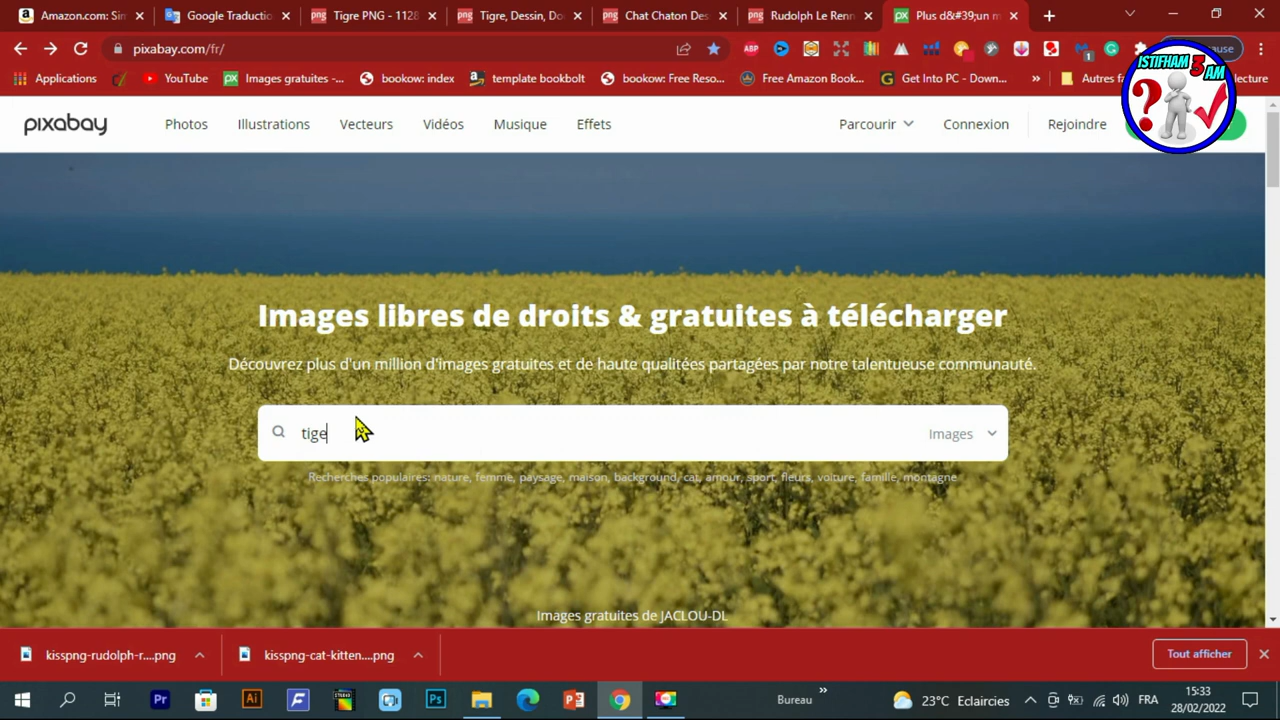 Amazon.com: Sin
Google Traductio
Tigre PNG - 1128
Tigre, Dessin, Do
Chat Chaton Des
Rudolph Le Renn
Plus d&#39;un m
pixabay.com/fr/
ABP
1
ause
Applications
YouTube
Images gratuites -...
bookow: index
template bookbolt
bookow: Free Reso...
Free Amazon Book...
Get Into PC - Down...
»
Autres fa
lecture
ISTIFHAM 3 AM
pixabay
Photos
Illustrations
Vecteurs
Vidéos
Musique
Effets
Parcourir
Connexion
Rejoindre
Images libres de droits & gratuites à télécharger
Découvrez plus d'un million d'images gratuites et de haute qualitées partagées par notre talentueuse communauté.
tige
Images
Recherches populaires: nature, femme, paysage, maison, background, cat, amour, sport, fleurs, voiture, famille, montagne
Images gratuites de JACLOU-DL
kisspng-rudolph-r....png
kisspng-cat-kitten....png
Tout afficher
Pr
Ai
Ps
Bureau
»
23°C Eclaircies
FRA
15:33
28/02/2022